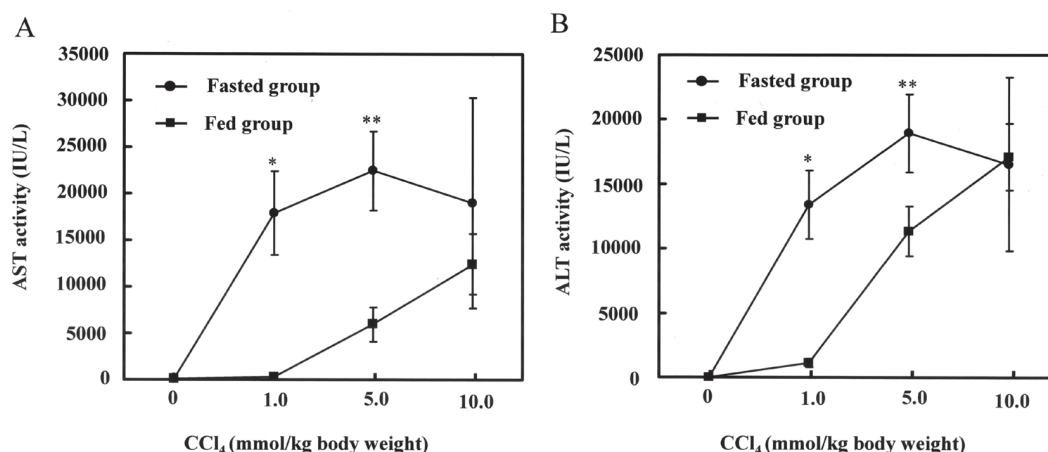 A
35000
30000
25000
20000
15000
10000
5000
0
AST activity (IU/L)
Fasted group
Fed group
*
**
0 1.0 5.0 10.0
CCl₄ (mmol/kg body weight)
B
25000
20000
15000
10000
5000
0
ALT activity (IU/L)
Fasted group
Fed group
*
**
0 1.0 5.0 10.0
CCl₄ (mmol/kg body weight)